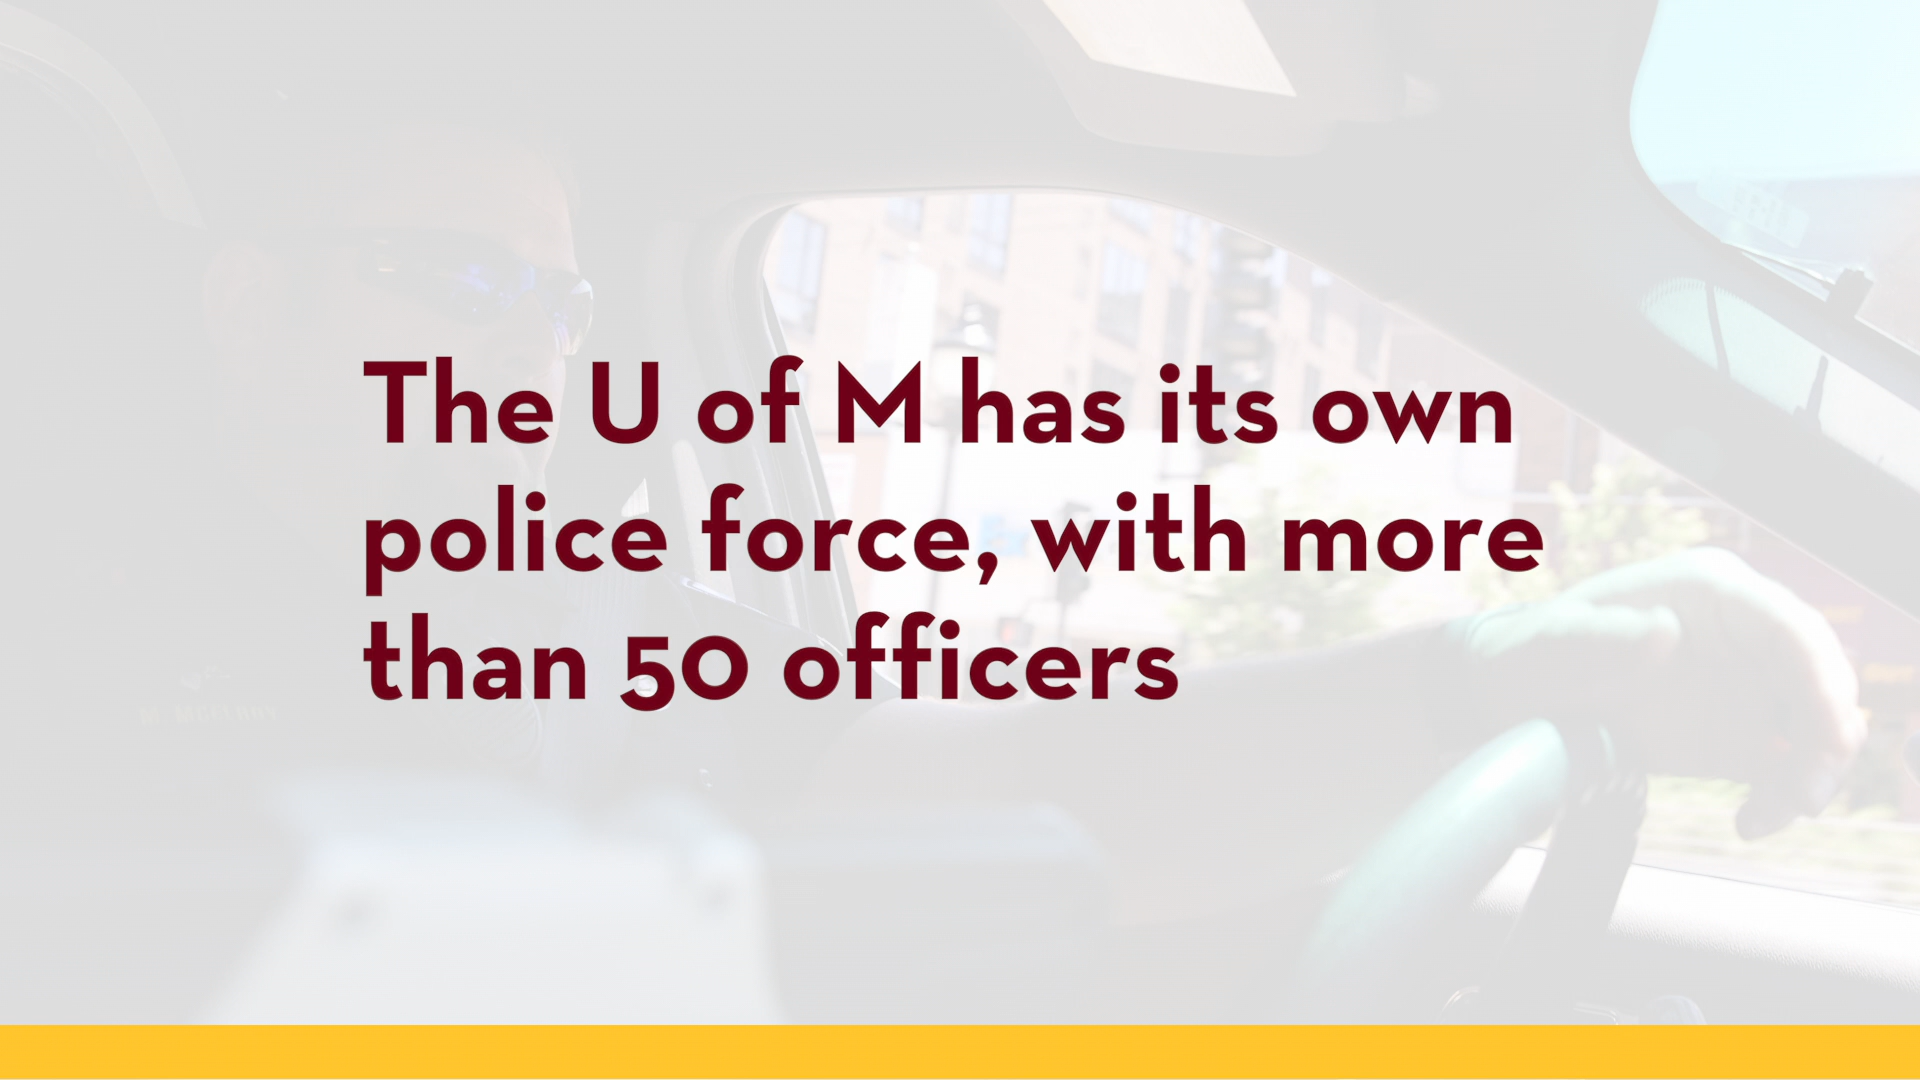 The U of M has its own
police force, with more
than 50 officers